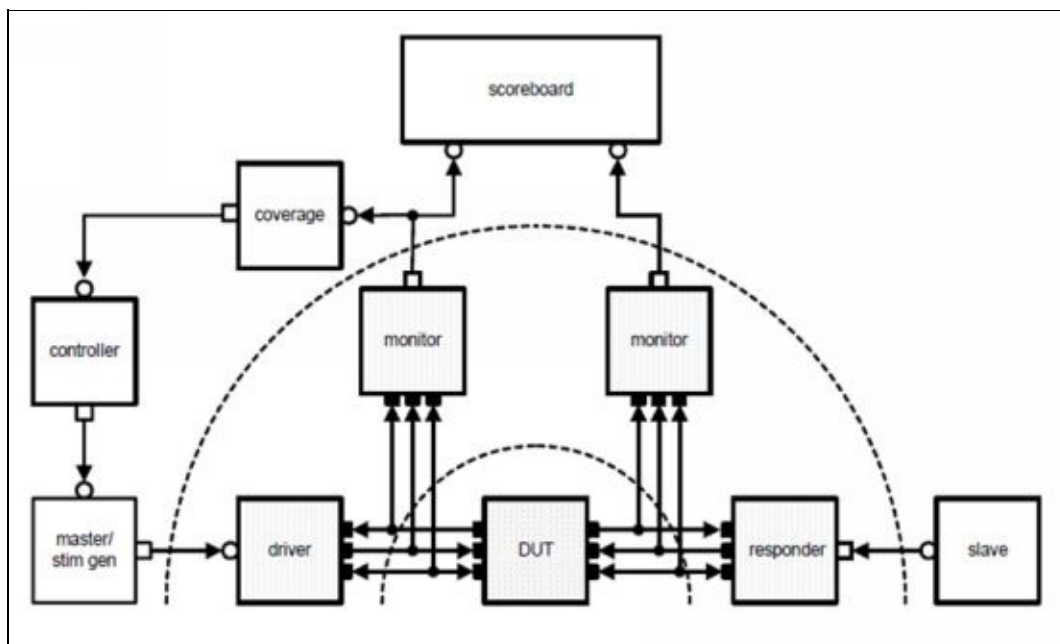 scoreboard
coverage
controller
monitor
monitor
master/
stim gen
driver
DUT
responder
slave